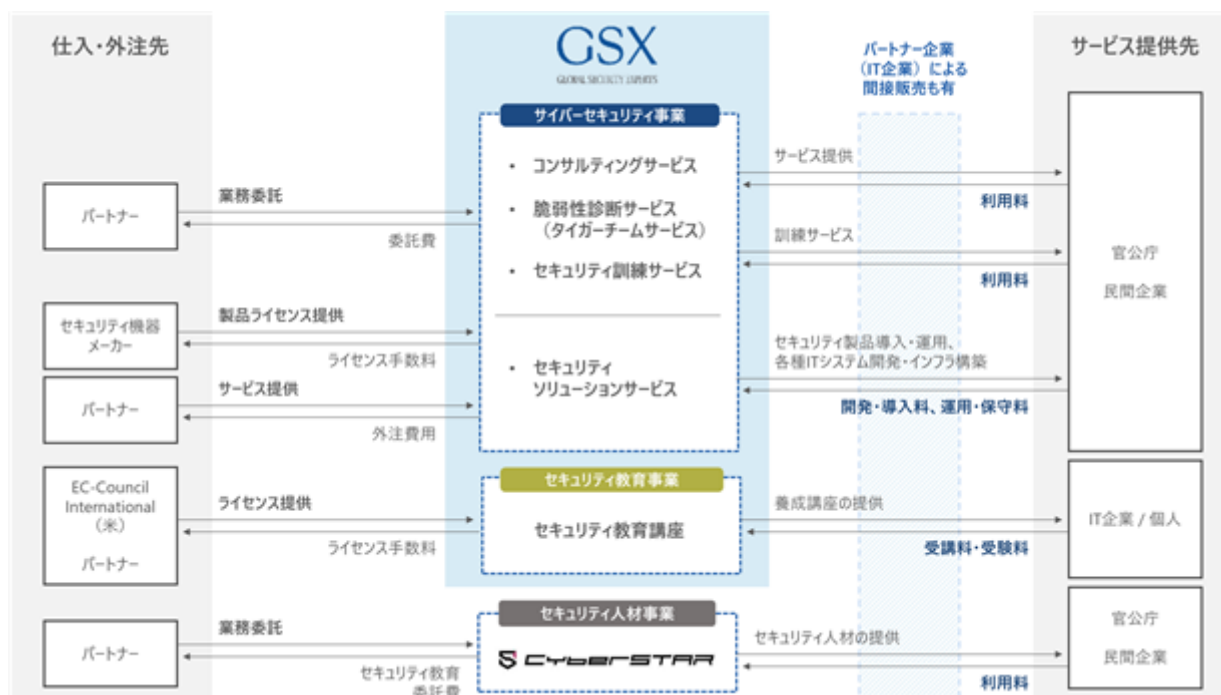 仕入・外注先
GSX
GLOBAL SECURITY EXPERTS
パートナー企業
（IT企業）による
間接販売も有
サービス提供先
サイバーセキュリティ事業
・ コンサルティングサービス
・ 脆弱性診断サービス
（タイガーチームサービス）
・ セキュリティ訓練サービス
・ セキュリティ
ソリューションサービス
パートナー
業務委託
委託費
セキュリティ機器
メーカー
製品ライセンス提供
ライセンス手数料
パートナー
サービス提供
外注費用
サービス提供
利用料
訓練サービス
利用料
セキュリティ製品導入・運用、
各種ITシステム開発・インフラ構築
開発・導入料、運用・保守料
官公庁
民間企業
EC-Council
International
（米）
パートナー
ライセンス提供
ライセンス手数料
セキュリティ教育事業
セキュリティ教育講座
養成講座の提供
受講料・受験料
IT企業 / 個人
パートナー
業務委託
セキュリティ教育
委託費
セキュリティ人材事業
CYBERSTAR
セキュリティ人材の提供
利用料
官公庁
民間企業